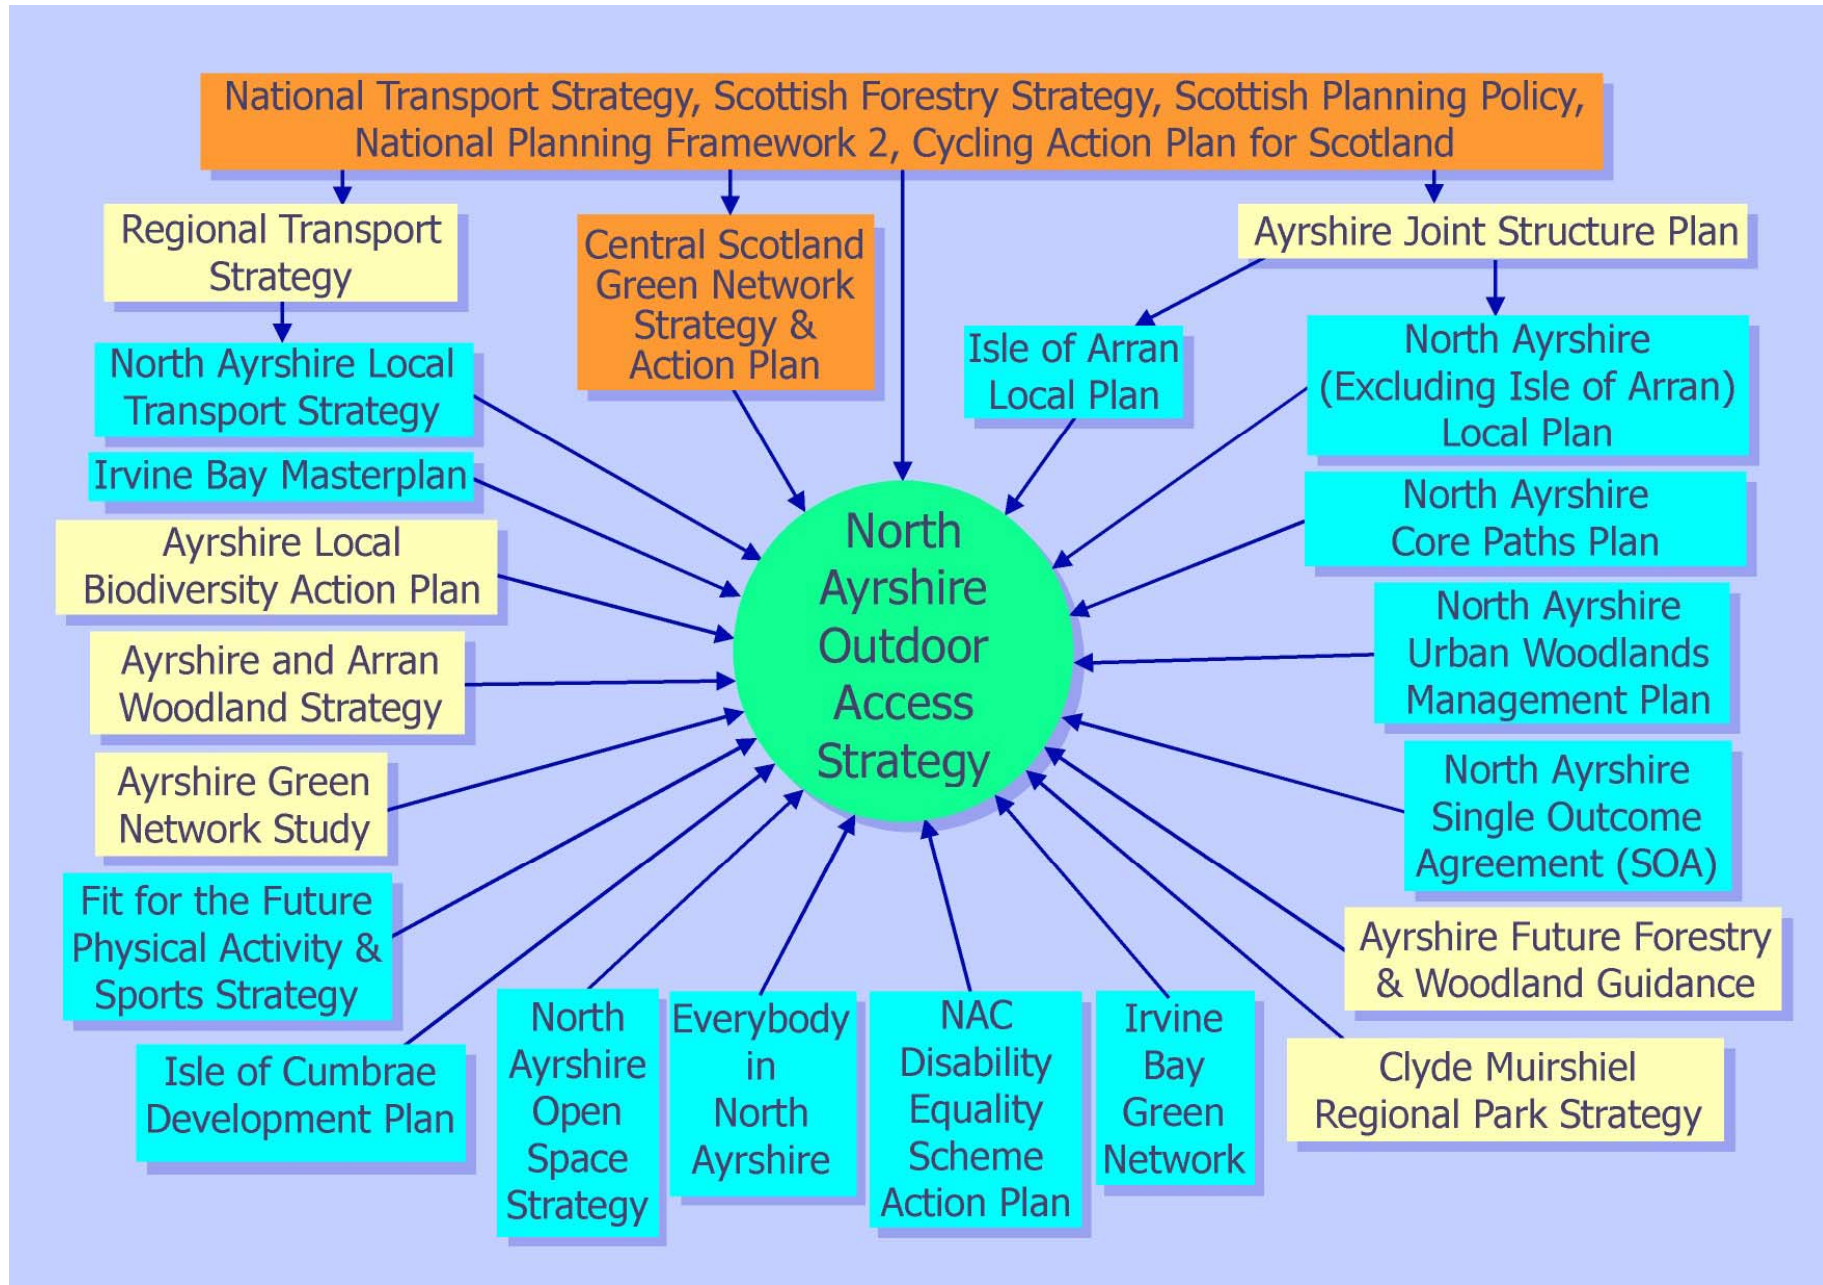 National Transport Strategy, Scottish Forestry Strategy, Scottish Planning Policy,
National Planning Framework 2, Cycling Action Plan for Scotland
Regional Transport
Strategy
Central Scotland
Green Network
Strategy &
Action Plan
Ayrshire Joint Structure Plan
North Ayrshire Local
Transport Strategy
Isle of Arran
Local Plan
North Ayrshire
(Excluding Isle of Arran)
Local Plan
Irvine Bay Masterplan
North Ayrshire
Core Paths Plan
Ayrshire Local
Biodiversity Action Plan
North
Ayrshire
Outdoor
Access
Strategy
North Ayrshire
Urban Woodlands
Management Plan
Ayrshire and Arran
Woodland Strategy
Ayrshire Green
Network Study
North Ayrshire
Single Outcome
Agreement (SOA)
Fit for the Future
Physical Activity &
Sports Strategy
Ayrshire Future Forestry
& Woodland Guidance
Isle of Cumbrae
Development Plan
North
Ayrshire
Open
Space
Strategy
Everybody
in
North
Ayrshire
NAC
Disability
Equality
Scheme
Action Plan
Irvine
Bay
Green
Network
Clyde Muirshiel
Regional Park Strategy